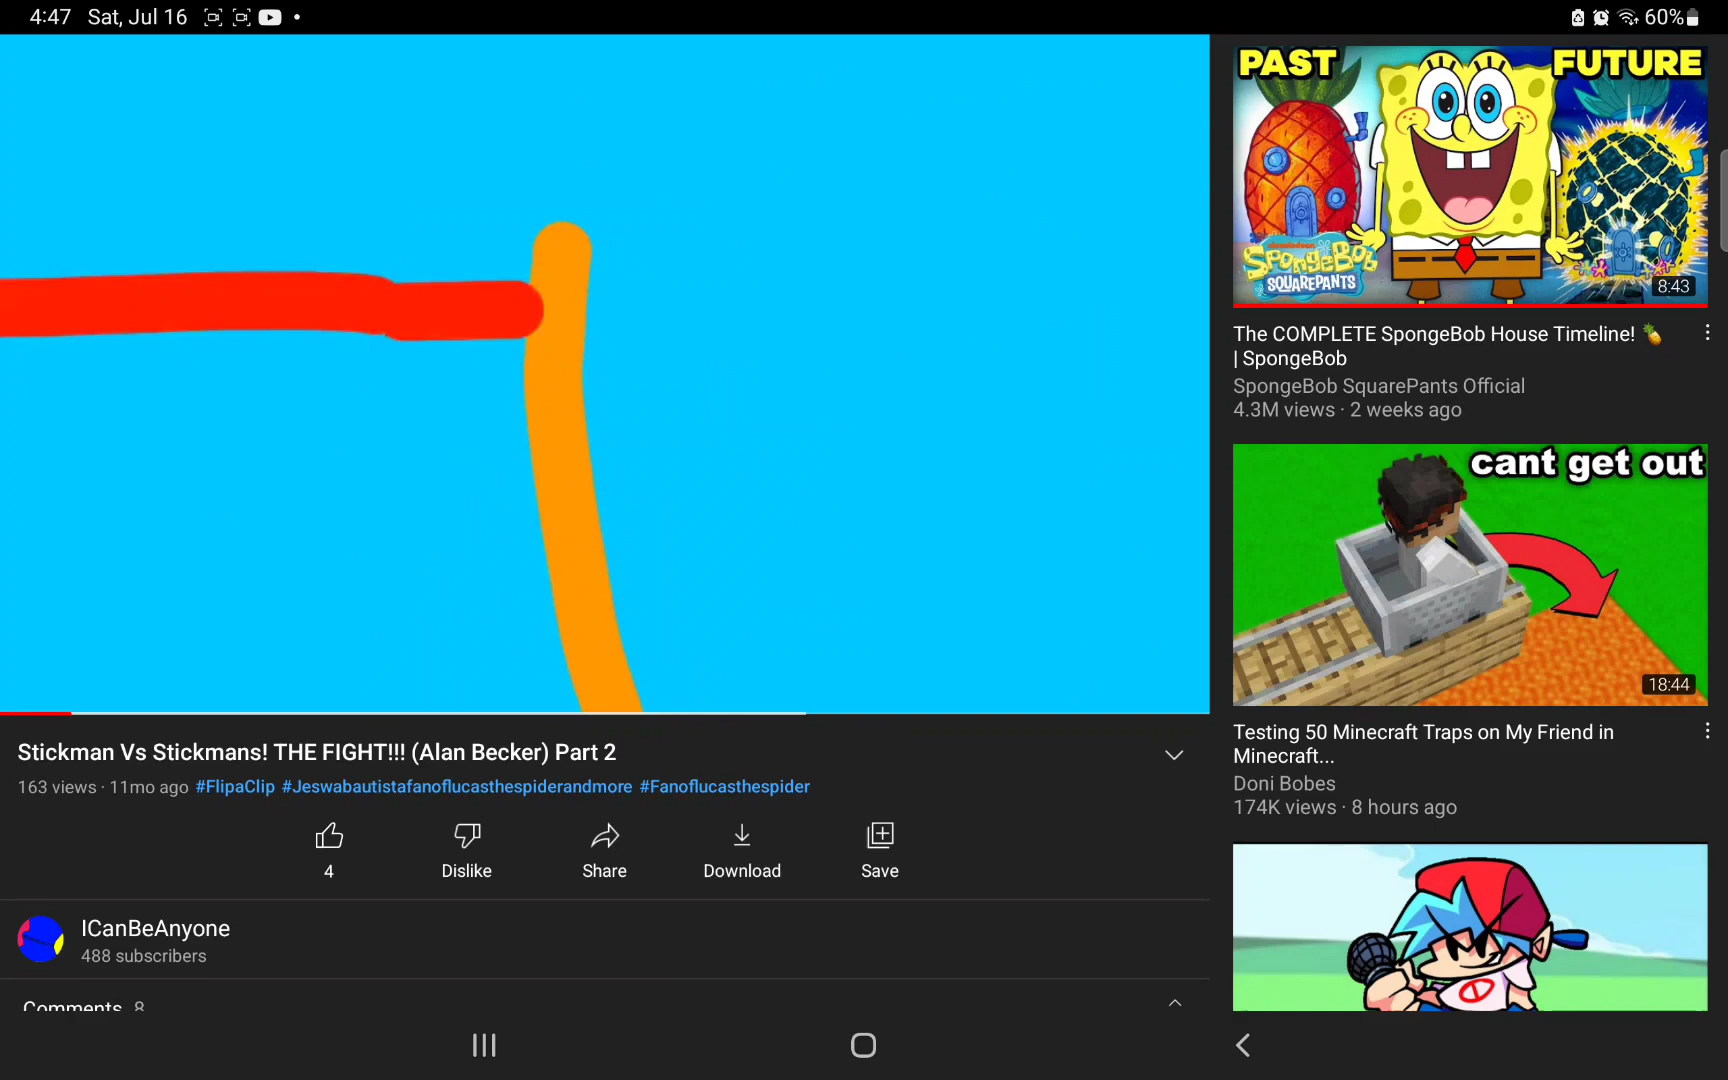 4:47 Sat, Jul 16
60%
Stickman Vs Stickmans! THE FIGHT!!! (Alan Becker) Part 2
163 views · 11mo ago #FlipaClip #Jeswabautistafanoflucasthespiderandmore #Fanoflucasthespider
4 Dislike Share Download Save
ICanBeAnyone
488 subscribers
Comments 8
PAST FUTURE
nickelodeon
SpongeBob
SQUAREPANTS
8:43
The COMPLETE SpongeBob House Timeline! 🍍
| SpongeBob
SpongeBob SquarePants Official
4.3M views · 2 weeks ago
cant get out
18:44
Testing 50 Minecraft Traps on My Friend in
Minecraft...
Doni Bobes
174K views · 8 hours ago